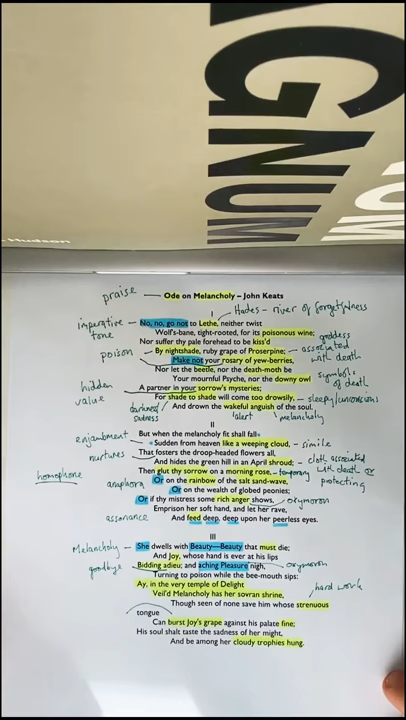 GNUM
UM
Hudson
praise — Ode on Melancholy – John Keats
Hades - river of forgetfulness
I
imperative tone
No, no, go not to Lethe, neither twist
Wolf's-bane, tight-rooted, for its poisonous wine;
Nor suffer thy pale forehead to be kiss'd
goddess associated with death
poison — By nightshade, ruby grape of Proserpine;
Make not your rosary of yew-berries,
Nor let the beetle, nor the death-moth be
symbols of death
Your mournful Psyche, nor the downy owl
hidden value
A partner in your sorrow's mysteries;
For shade to shade will come too drowsily, - sleepy/unconscious
darkness/sadness
And drown the wakeful anguish of the soul.
alert
melancholy
II
But when the melancholy fit shall fall
enjambment
Sudden from heaven like a weeping cloud, - simile
nurtures
That fosters the droop-headed flowers all,
And hides the green hill in an April shroud; - cloth associated with death or protecting
homophone
Then glut thy sorrow on a morning rose, - temporary
anaphora
Or on the rainbow of the salt sand-wave,
Or on the wealth of globed peonies;
Or if thy mistress some rich anger shows, oxymoron
Emprison her soft hand, and let her rave,
assonance
And feed deep, deep upon her peerless eyes.
III
Melancholy - She dwells with Beauty—Beauty that must die;
And Joy, whose hand is ever at his lips
goodbye
Bidding adieu; and aching Pleasure nigh, oxymoron
Turning to poison while the bee-mouth sips:
Ay, in the very temple of Delight
hard work
Veil'd Melancholy has her sovran shrine,
Though seen of none save him whose strenuous
tongue
Can burst Joy's grape against his palate fine;
His soul shalt taste the sadness of her might,
And be among her cloudy trophies hung.